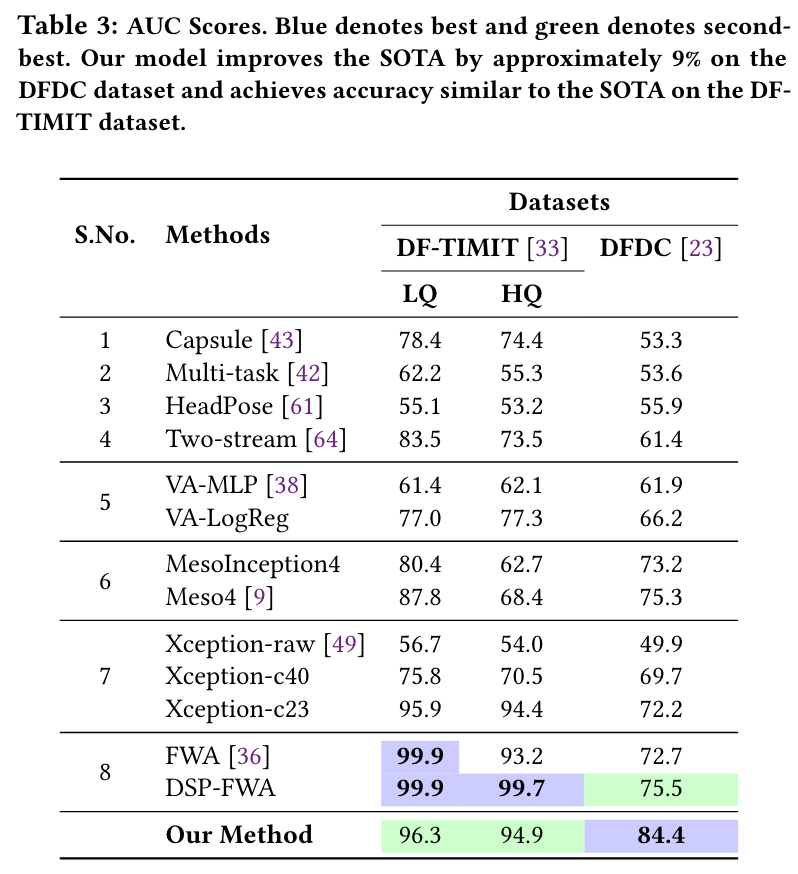 Table 3: AUC Scores. Blue denotes best and green denotes second-
best. Our model improves the SOTA by approximately 9% on the
DFDC dataset and achieves accuracy similar to the SOTA on the DF-
TIMIT dataset.
S.No. Methods Datasets
DF-TIMIT [33] DFDC [23]
LQ HQ
1 Capsule [43] 78.4 74.4 53.3
2 Multi-task [42] 62.2 55.3 53.6
3 HeadPose [61] 55.1 53.2 55.9
4 Two-stream [64] 83.5 73.5 61.4
5 VA-MLP [38] 61.4 62.1 61.9
VA-LogReg 77.0 77.3 66.2
6 MesoInception4 80.4 62.7 73.2
Meso4 [9] 87.8 68.4 75.3
7 Xception-raw [49] 56.7 54.0 49.9
Xception-c40 75.8 70.5 69.7
Xception-c23 95.9 94.4 72.2
8 FWA [36] 99.9 93.2 72.7
DSP-FWA 99.9 99.7 75.5
Our Method 96.3 94.9 84.4